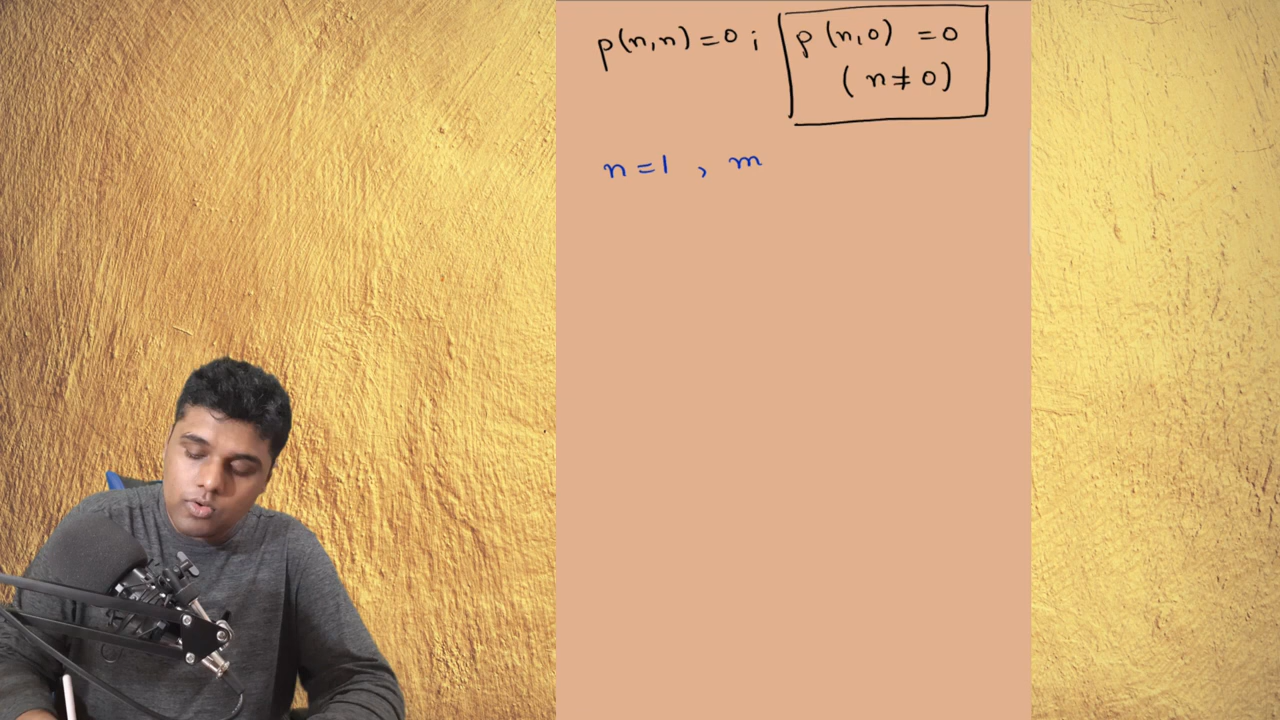 p(n,n) = 0 ; p (n,0) = 0
(n ≠ 0)
n = 1 , m